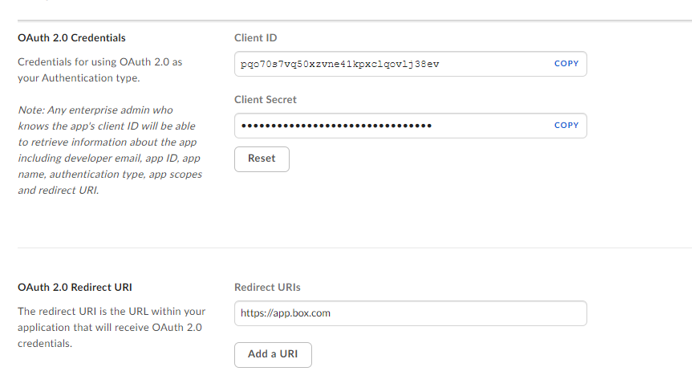 OAuth 2.0 Credentials
Credentials for using OAuth 2.0 as
your Authentication type.
Note: Any enterprise admin who
knows the app's client ID will be able
to retrieve information about the app
including developer email, app ID, app
name, authentication type, app scopes
and redirect URI.
Client ID
pqo70s7vq50xzvne41kpxclqovlj38ev
COPY
Client Secret
••••••••••••••••••••••••••••••••
COPY
Reset
OAuth 2.0 Redirect URI
The redirect URI is the URL within your
application that will receive OAuth 2.0
credentials.
Redirect URIs
https://app.box.com
Add a URI